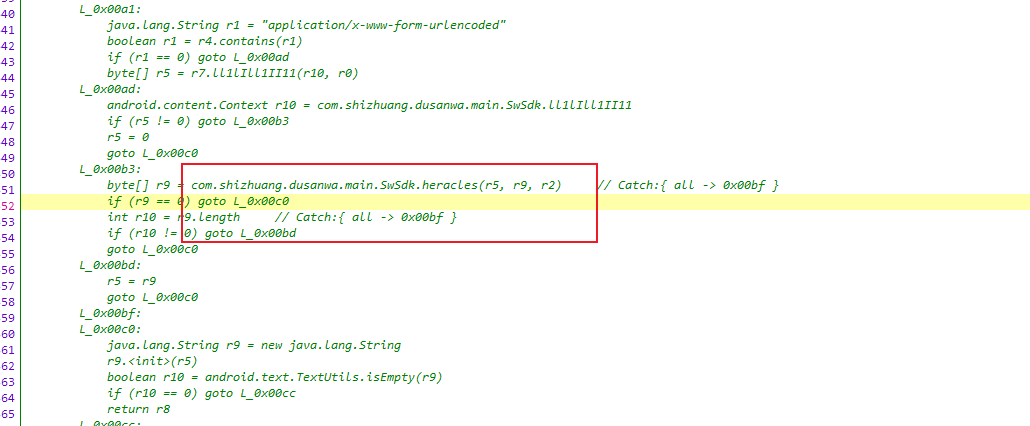 40 L_0x00a1:
41 java.lang.String r1 = "application/x-www-form-urlencoded"
42 boolean r1 = r4.contains(r1)
43 if (r1 == 0) goto L_0x00ad
44 byte[] r5 = r7.ll1lIll1II11(r10, r0)
45 L_0x00ad:
46 android.content.Context r10 = com.shizhuang.dusanwa.main.SwSdk.ll1lIll1II11
47 if (r5 != 0) goto L_0x00b3
48 r5 = 0
49 goto L_0x00c0
50 L_0x00b3:
51 byte[] r9 = com.shizhuang.dusanwa.main.SwSdk.heracles(r5, r9, r2) // Catch:{ all -> 0x00bf }
52 if (r9 == 0) goto L_0x00c0
53 int r10 = r9.length // Catch:{ all -> 0x00bf }
54 if (r10 != 0) goto L_0x00bd
55 goto L_0x00c0
56 L_0x00bd:
57 r5 = r9
58 goto L_0x00c0
59 L_0x00bf:
60 L_0x00c0:
61 java.lang.String r9 = new java.lang.String
62 r9.<init>(r5)
63 boolean r10 = android.text.TextUtils.isEmpty(r9)
64 if (r10 == 0) goto L_0x00cc
65 return r8
L_0x00cc: